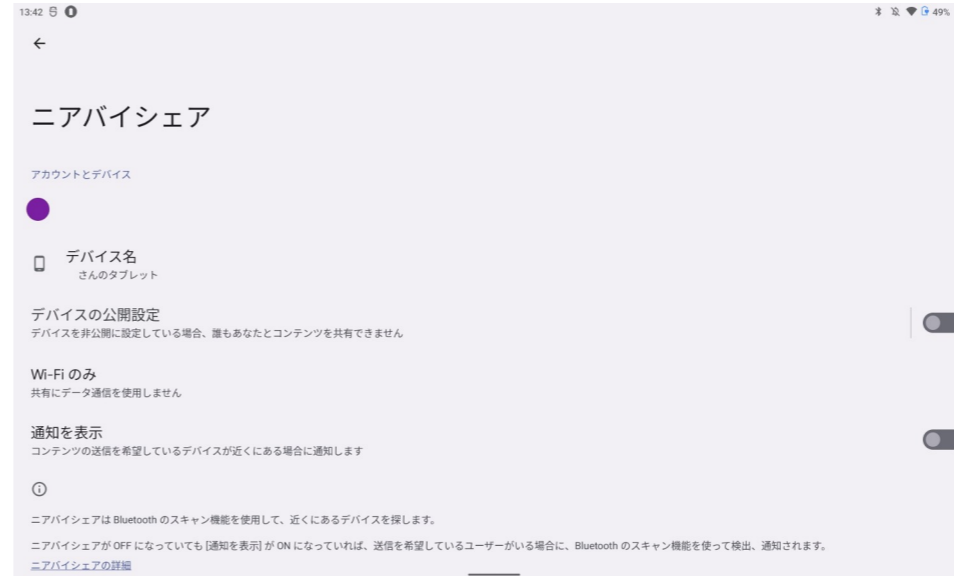 13:42
49%
ニアバイシェア
アカウントとデバイス
デバイス名
さんのタブレット
デバイスの公開設定
デバイスを非公開に設定している場合、誰もあなたとコンテンツを共有できません
Wi-Fi のみ
共有にデータ通信を使用しません
通知を表示
コンテンツの送信を希望しているデバイスが近くにある場合に通知します
ニアバイシェアは Bluetooth のスキャン機能を使用して、近くにあるデバイスを探します。
ニアバイシェアが OFF になっていても [通知を表示] が ON になっていれば、送信を希望しているユーザーがいる場合に、Bluetooth のスキャン機能を使って検出、通知されます。
ニアバイシェアの詳細